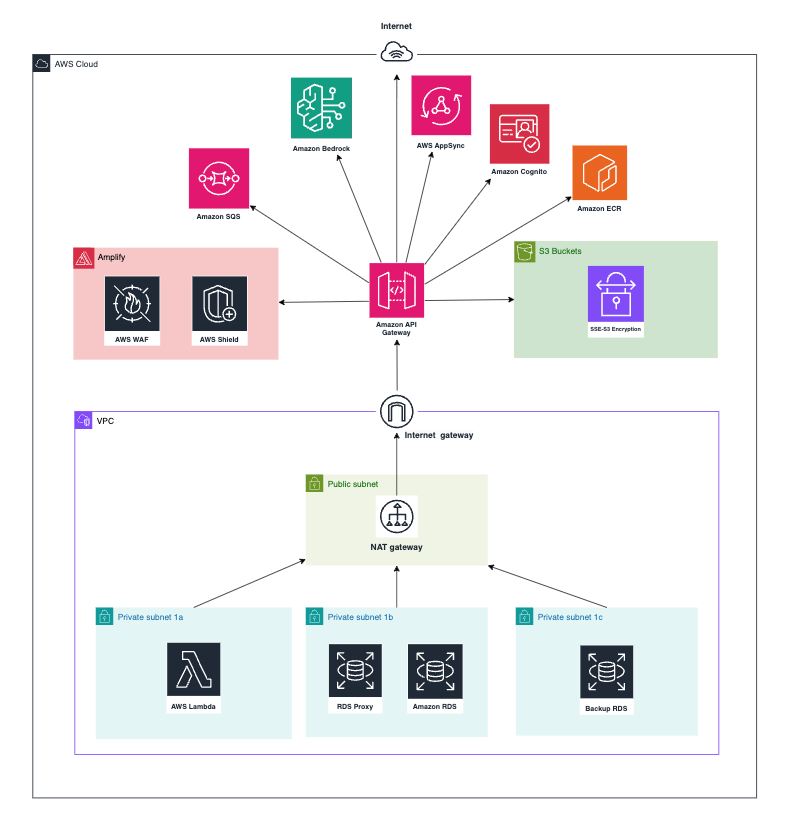 Internet
AWS Cloud
Amazon Bedrock
AWS AppSync
Amazon Cognito
Amazon SQS
Amazon ECR
Amplify
S3 Buckets
AWS WAF
AWS Shield
Amazon API
Gateway
SSE-S3 Encryption
VPC
Internet gateway
Public subnet
NAT gateway
Private subnet 1a
Private subnet 1b
Private subnet 1c
AWS Lambda
RDS Proxy
Amazon RDS
Backup RDS